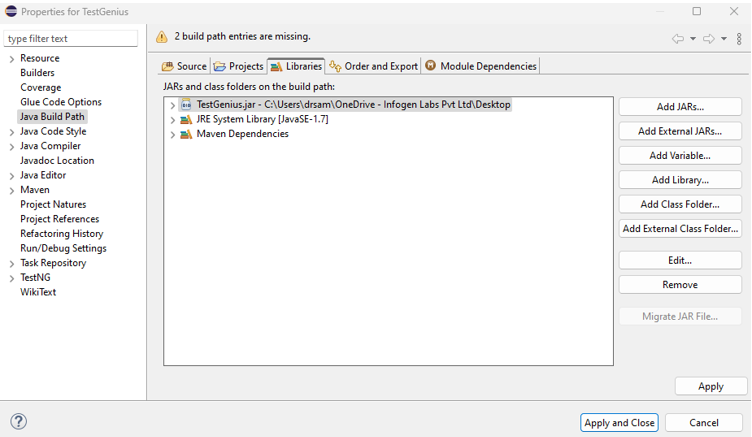 Properties for TestGenius
type filter text
2 build path entries are missing.
Resource
Builders
Coverage
Glue Code Options
Java Build Path
Java Code Style
Java Compiler
Javadoc Location
Java Editor
Maven
Project Natures
Project References
Refactoring History
Run/Debug Settings
Task Repository
TestNG
WikiText
Source Projects Libraries Order and Export Module Dependencies
JARs and class folders on the build path:
TestGenius.jar - C:\Users\drsam\OneDrive - Infogen Labs Pvt Ltd\Desktop
JRE System Library [JavaSE-1.7]
Maven Dependencies
Add JARs...
Add External JARs...
Add Variable...
Add Library...
Add Class Folder...
Add External Class Folder...
Edit...
Remove
Migrate JAR File...
Apply
Apply and Close
Cancel